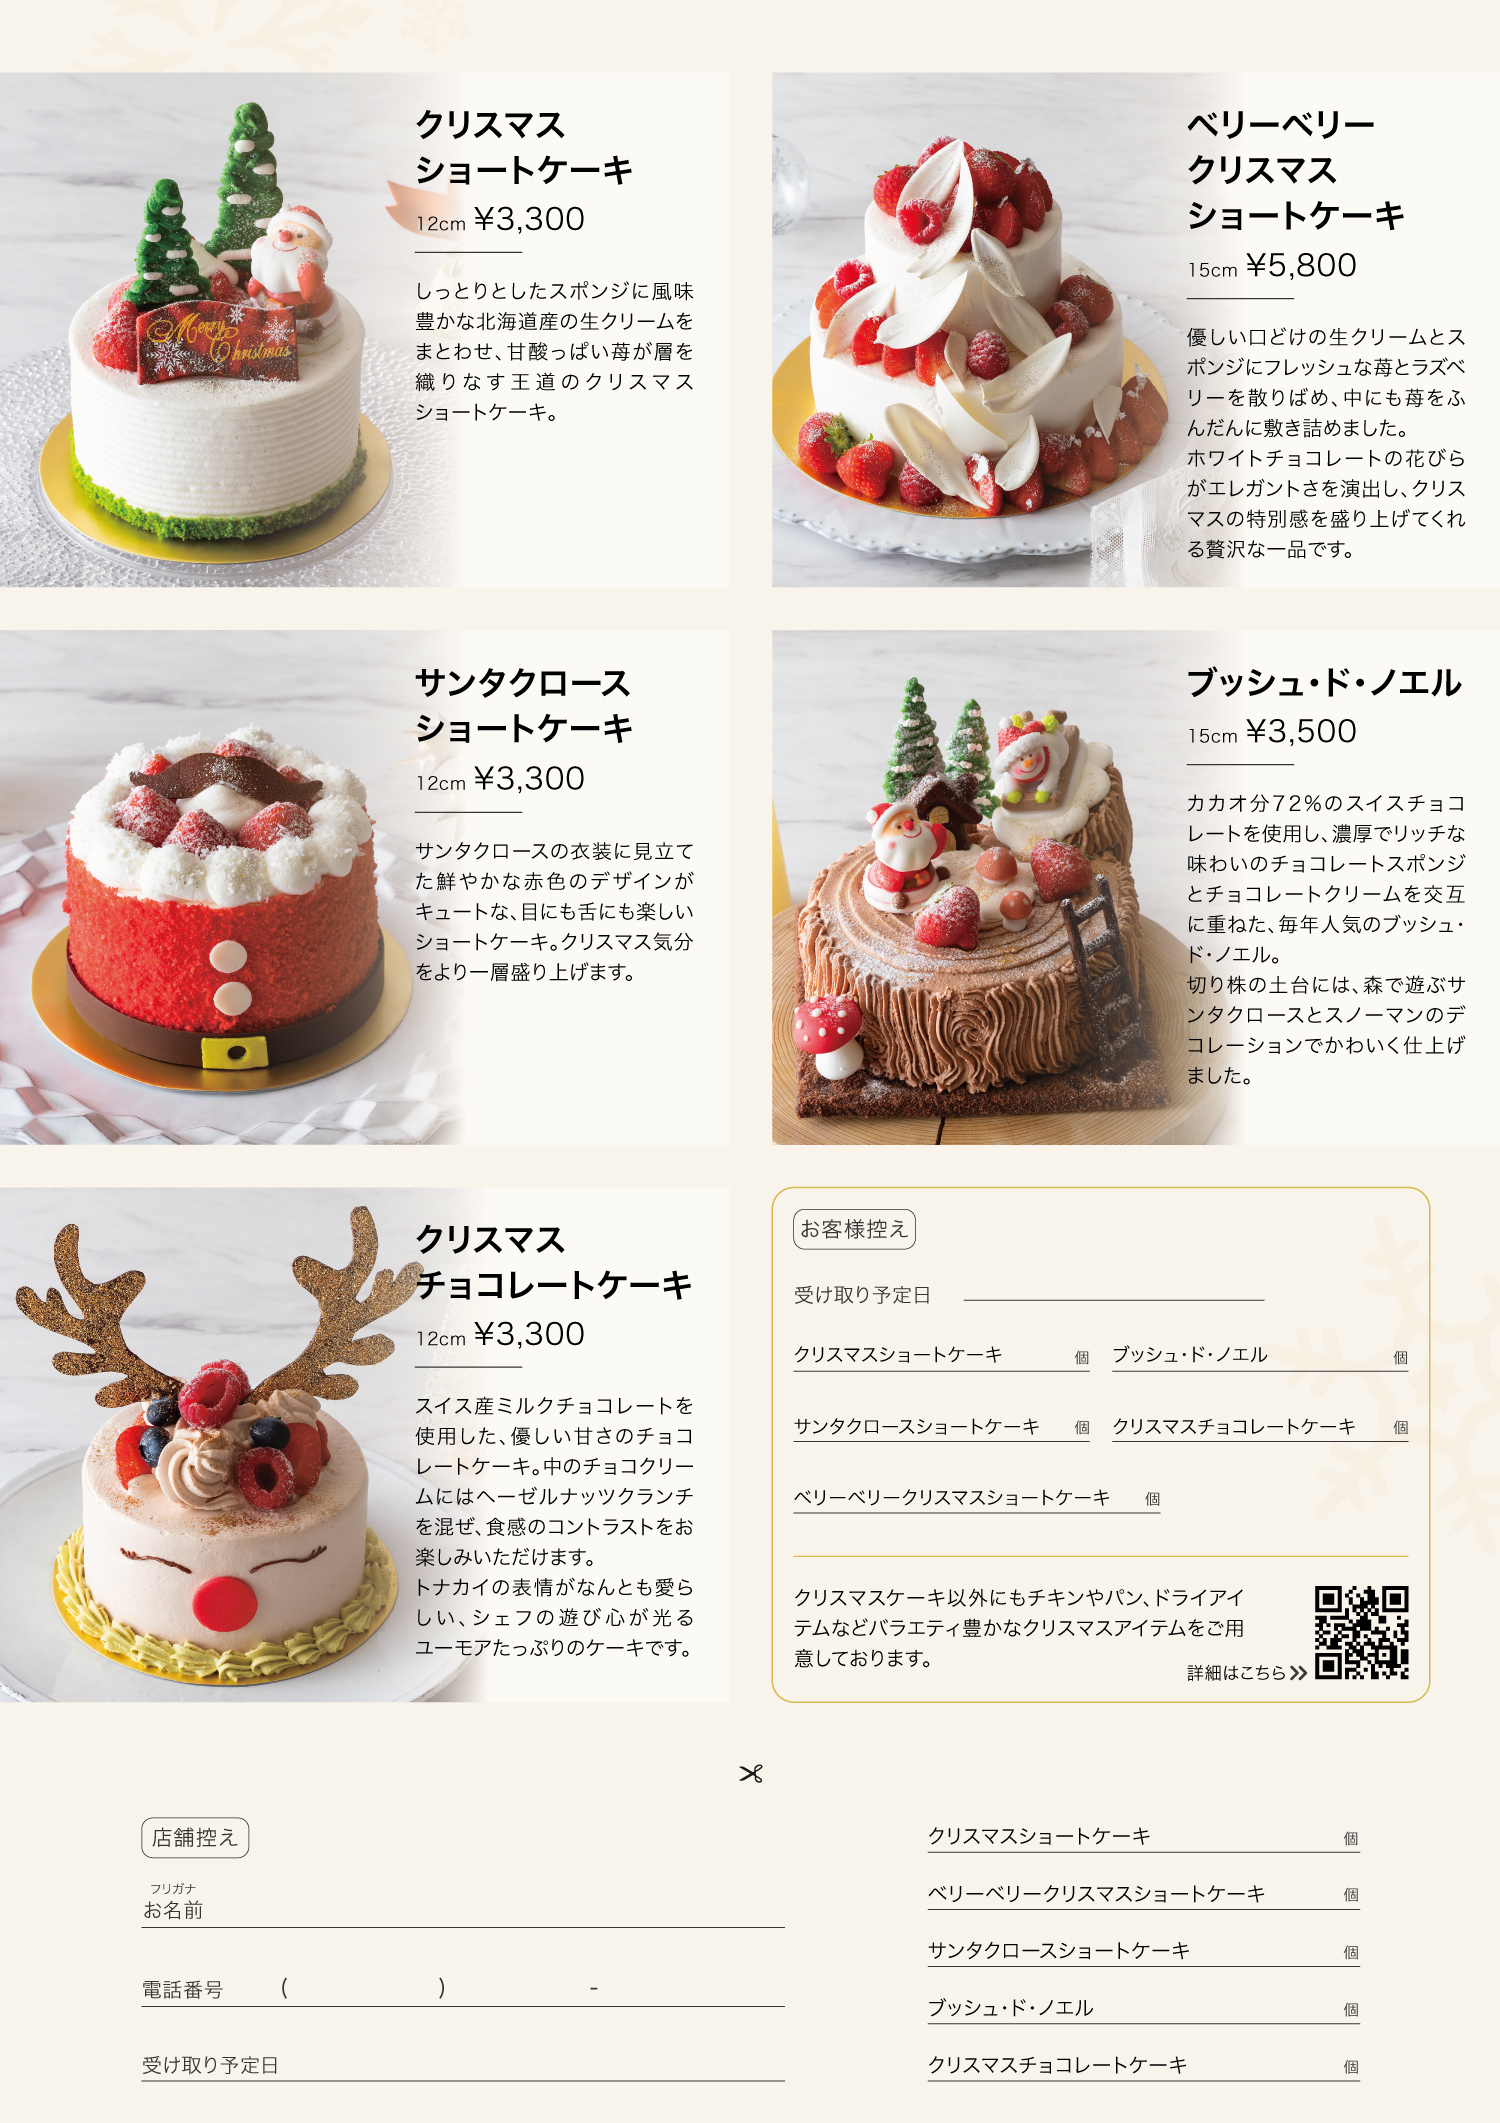 クリスマス
ショートケーキ
12cm ¥3,300
しっとりとしたスポンジに風味
豊かな北海道産の生クリームを
まとわせ、甘酸っぱい苺が層を
織りなす王道のクリスマス
ショートケーキ。
Merry
Christmas
ベリーベリー
クリスマス
ショートケーキ
15cm ¥5,800
優しい口どけの生クリームとス
ポンジにフレッシュな苺とラズベ
リーを散りばめ、中にも苺をふ
んだんに敷き詰めました。
ホワイトチョコレートの花びら
がエレガントさを演出し、クリス
マスの特別感を盛り上げてくれ
る贅沢な一品です。
サンタクロース
ショートケーキ
12cm ¥3,300
サンタクロースの衣装に見立て
た鮮やかな赤色のデザインが
キュートな、目にも舌にも楽しい
ショートケーキ。クリスマス気分
をより一層盛り上げます。
ブッシュ・ド・ノエル
15cm ¥3,500
カカオ分72%のスイスチョコ
レートを使用し、濃厚でリッチな
味わいのチョコレートスポンジ
とチョコレートクリームを交互
に重ねた、毎年人気のブッシュ・
ド・ノエル。
切り株の土台には、森で遊ぶサ
ンタクロースとスノーマンのデ
コレーションでかわいく仕上げ
ました。
クリスマス
チョコレートケーキ
12cm ¥3,300
スイス産ミルクチョコレートを
使用した、優しい甘さのチョコ
レートケーキ。中のチョコクリー
ムにはヘーゼルナッツクランチ
を混ぜ、食感のコントラストをお
楽しみいただけます。
トナカイの表情がなんとも愛ら
しい、シェフの遊び心が光る
ユーモアたっぷりのケーキです。
お客様控え
受け取り予定日
クリスマスショートケーキ 個 ブッシュ・ド・ノエル 個
サンタクロースショートケーキ 個 クリスマスチョコレートケーキ 個
ベリーベリークリスマスショートケーキ 個
クリスマスケーキ以外にもチキンやパン、ドライアイ
テムなどバラエティ豊かなクリスマスアイテムをご用
意しております。
詳細はこちら
店舗控え
フリガナ
お名前
電話番号 ( ) -
受け取り予定日
クリスマスショートケーキ 個
ベリーベリークリスマスショートケーキ 個
サンタクロースショートケーキ 個
ブッシュ・ド・ノエル 個
クリスマスチョコレートケーキ 個